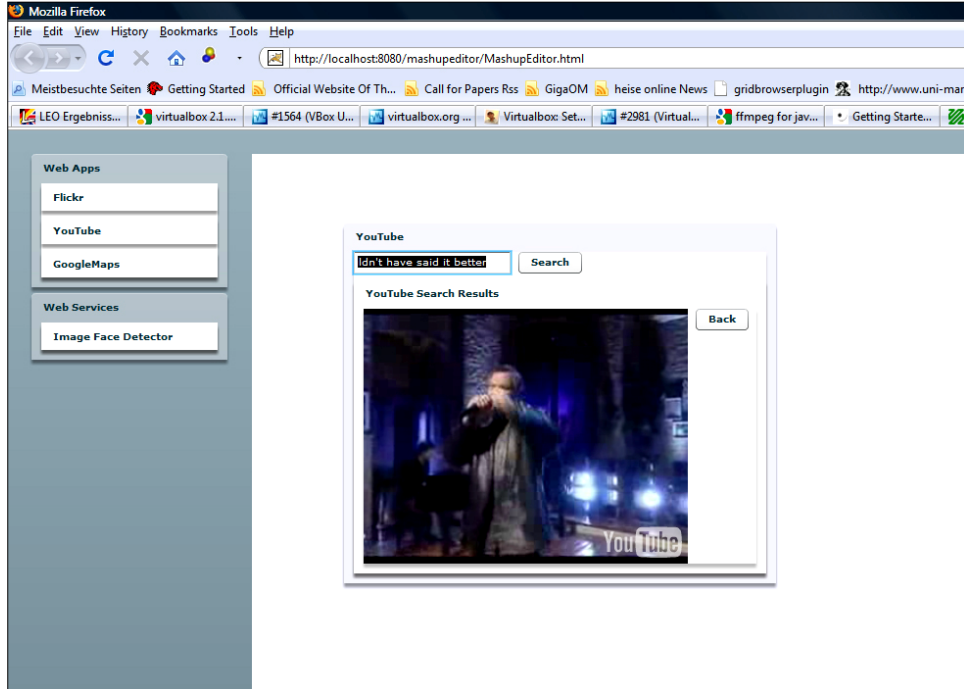 Mozilla Firefox
File Edit View History Bookmarks Tools Help
http://localhost:8080/mashupeditor/MashupEditor.html
Meistbesuchte Seiten Getting Started Official Website Of Th... Call for Papers Rss GigaOM heise online News gridbrowserplugin http://www.uni-mar
LEO Ergebniss... virtualbox 2.1.... #1564 (VBox U... virtualbox.org ... Virtualbox: Set... #2981 (Virtual... ffmpeg for jav... Getting Starte...
Web Apps
Flickr
YouTube
GoogleMaps
Web Services
Image Face Detector
YouTube
ldn't have said it better Search
YouTube Search Results
Back
YouTube